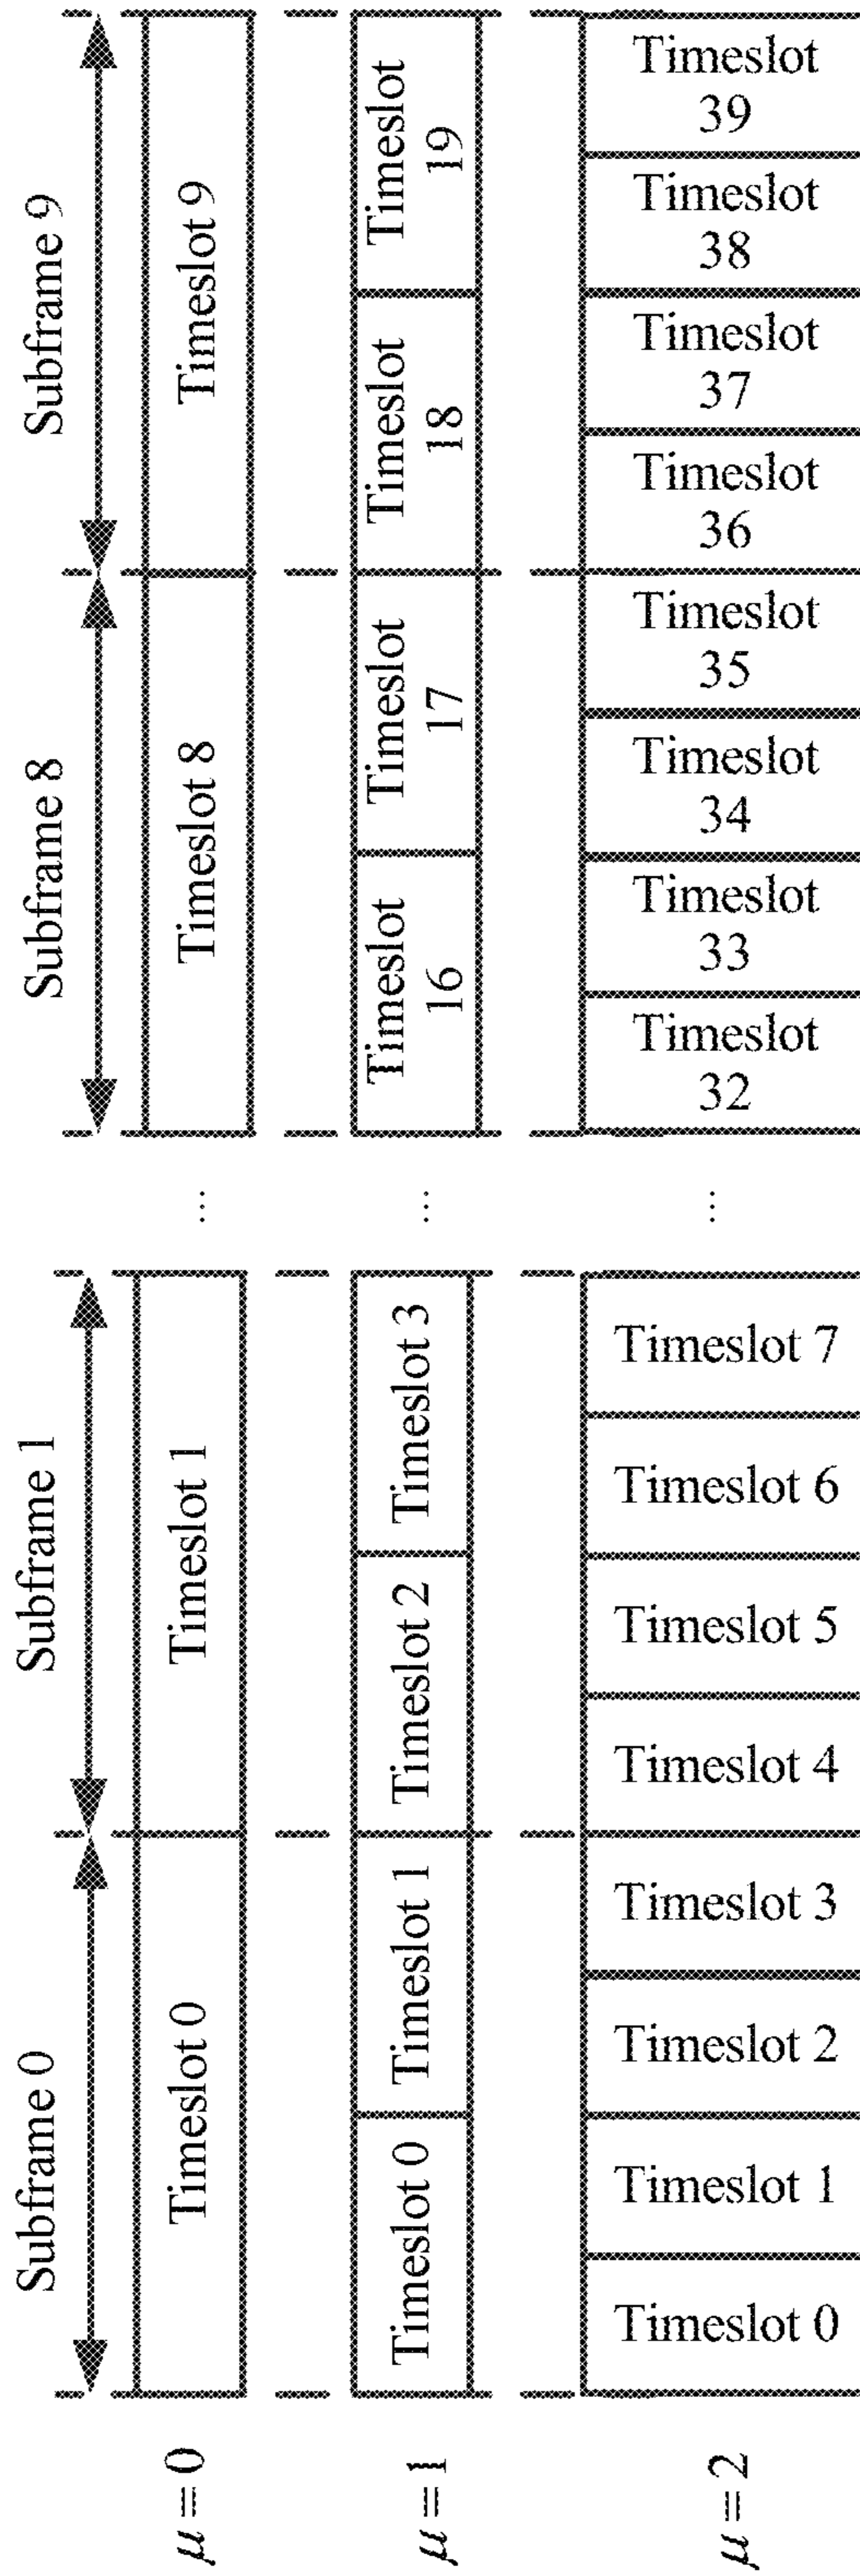 Subframe 0
Subframe 1
Subframe 8
Subframe 9
μ = 0
Timeslot 0
Timeslot 1
...
Timeslot 8
Timeslot 9
μ = 1
Timeslot 0
Timeslot 1
Timeslot 2
Timeslot 3
...
Timeslot
16
Timeslot
17
Timeslot
18
Timeslot
19
μ = 2
Timeslot 0
Timeslot 1
Timeslot 2
Timeslot 3
Timeslot 4
Timeslot 5
Timeslot 6
Timeslot 7
...
Timeslot
32
Timeslot
33
Timeslot
34
Timeslot
35
Timeslot
36
Timeslot
37
Timeslot
38
Timeslot
39